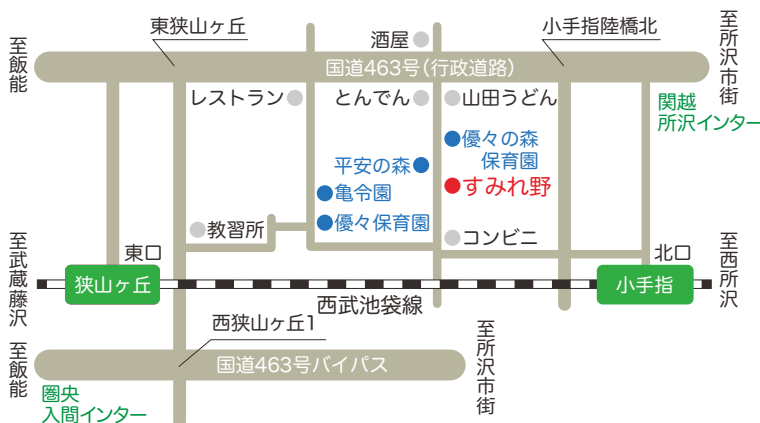 至飯能
東狭山ヶ丘
酒屋
小手指陸橋北
至所沢市街
国道463号(行政道路)
レストラン
とんでん
山田うどん
関越
所沢インター
優々の森
保育園
平安の森
すみれ野
亀令園
優々保育園
教習所
コンビニ
至武蔵藤沢
東口
北口
至西所沢
狭山ヶ丘
小手指
西武池袋線
西狭山ヶ丘1
至飯能
国道463号バイパス
至所沢市街
圏央
入間インター